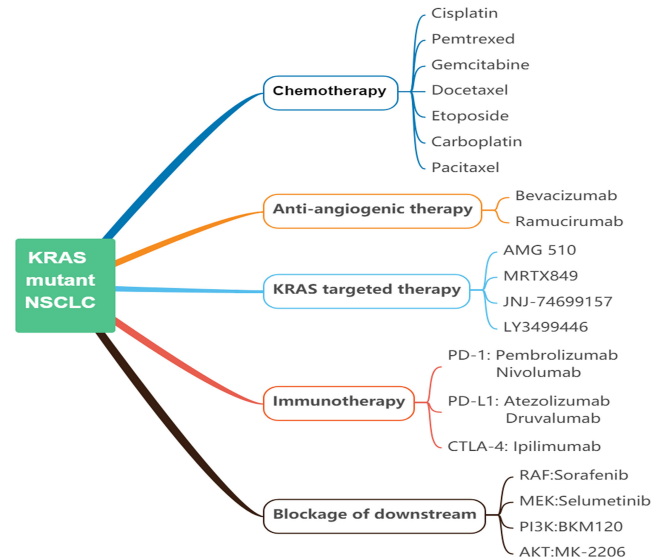 KRAS
mutant
NSCLC
Chemotherapy
Cisplatin
Pemtrexed
Gemcitabine
Docetaxel
Etoposide
Carboplatin
Pacitaxel
Anti-angiogenic therapy
Bevacizumab
Ramucirumab
KRAS targeted therapy
AMG 510
MRTX849
JNJ-74699157
LY3499446
Immunotherapy
PD-1: Pembrolizumab
Nivolumab
PD-L1: Atezolizumab
Druvalumab
CTLA-4: Ipilimumab
Blockage of downstream
RAF:Sorafenib
MEK:Selumetinib
PI3K:BKM120
AKT:MK-2206